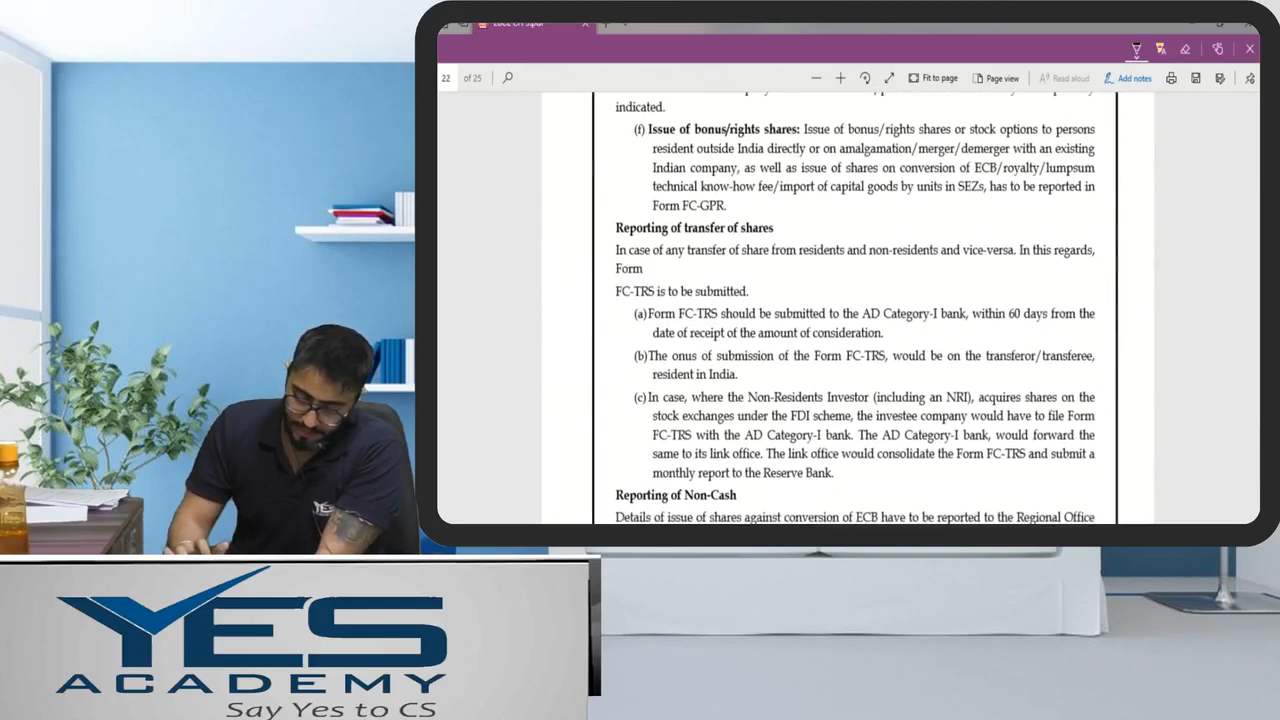 22 of 25
Fit to page
Page view
Read aloud
Add notes
indicated.
(f) Issue of bonus/rights shares: Issue of bonus/rights shares or stock options to persons
resident outside India directly or on amalgamation/merger/demerger with an existing
Indian company, as well as issue of shares on conversion of ECB/royalty/lumpsum
technical know-how fee/import of capital goods by units in SEZs, has to be reported in
Form FC-GPR.
Reporting of transfer of shares
In case of any transfer of share from residents and non-residents and vice-versa. In this regards,
Form
FC-TRS is to be submitted.
(a)Form FC-TRS should be submitted to the AD Category-I bank, within 60 days from the
date of receipt of the amount of consideration.
(b)The onus of submission of the Form FC-TRS, would be on the transferor/transferee,
resident in India.
(c) In case, where the Non-Residents Investor (including an NRI), acquires shares on the
stock exchanges under the FDI scheme, the investee company would have to file Form
FC-TRS with the AD Category-I bank. The AD Category-I bank, would forward the
same to its link office. The link office would consolidate the Form FC-TRS and submit a
monthly report to the Reserve Bank.
Reporting of Non-Cash
Details of issue of shares against conversion of ECB have to be reported to the Regional Office
YES
YES
ACADEMY
Say Yes to CS